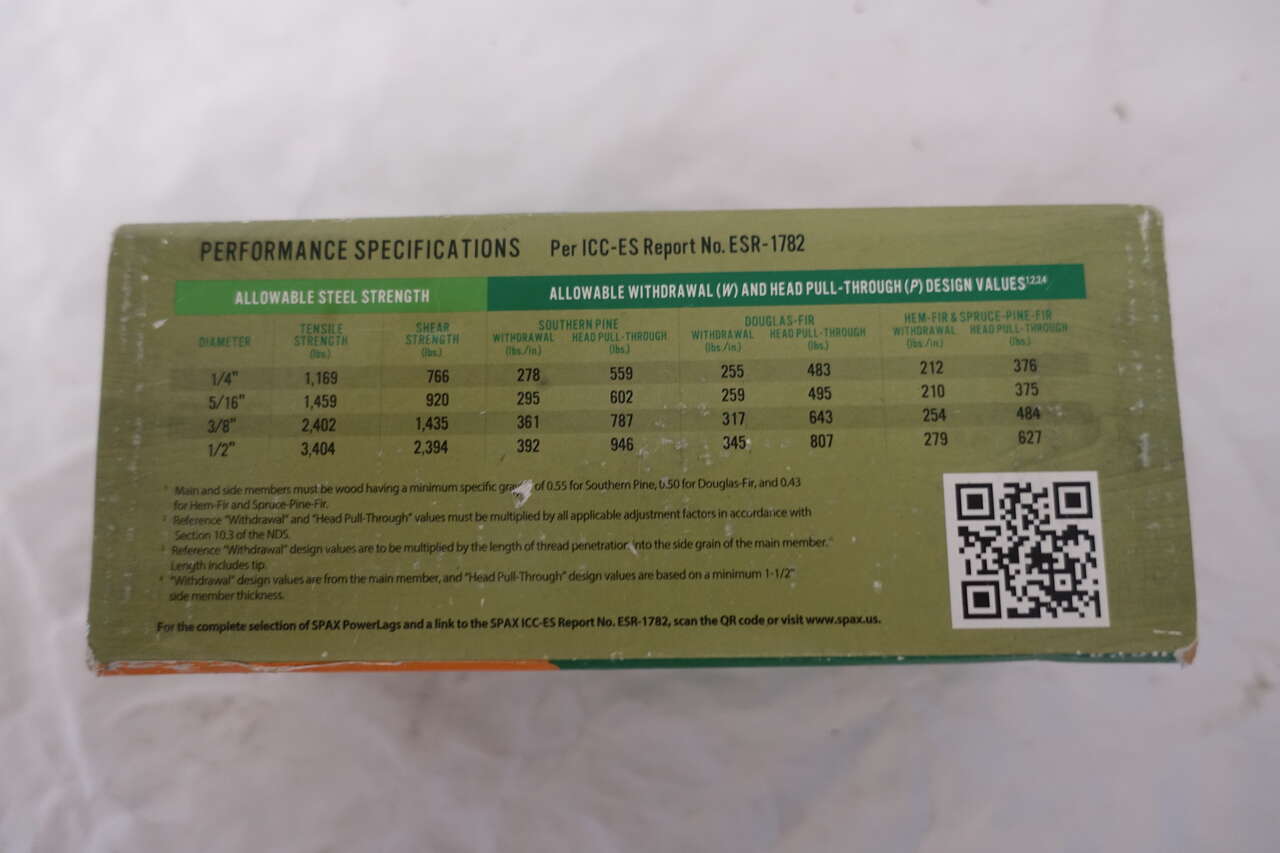 PERFORMANCE SPECIFICATIONS Per ICC-ES Report No. ESR-1782
ALLOWABLE STEEL STRENGTH ALLOWABLE WITHDRAWAL (W) AND HEAD PULL-THROUGH (P) DESIGN VALUES1,2,3,4
SOUTHERN PINE DOUGLAS-FIR HEM-FIR & SPRUCE-PINE-FIR
DIAMETER TENSILE STRENGTH (lbs.) SHEAR STRENGTH (lbs.) WITHDRAWAL (lbs./in.) HEAD PULL-THROUGH (lbs.) WITHDRAWAL (lbs./in.) HEAD PULL-THROUGH (lbs.) WITHDRAWAL (lbs./in.) HEAD PULL-THROUGH (lbs.)
1/4" 1,169 766 278 559 255 483 212 376
5/16" 1,459 920 295 602 259 495 210 375
3/8" 2,402 1,435 361 787 317 643 254 484
1/2" 3,404 2,394 392 946 345 807 279 627
1 Main and side members must be wood having a minimum specific of 0.55 for Southern Pine, 0.50 for Douglas-Fir, and 0.43
for Hem-Fir and Spruce-Pine-Fir.
2 Reference "Withdrawal" and "Head Pull-Through" values must be multiplied by all applicable adjustment factors in accordance with
Section 10.3 of the NDS.
3 Reference "Withdrawal" design values are to be multiplied by the length of thread penetration into the side grain of the main member.
Length includes tip.
4 "Withdrawal" design values are from the main member, and "Head Pull-Through" design values are based on a minimum 1-1/2"
side member thickness.
For the complete selection of SPAX PowerLags and a link to the SPAX ICC-ES Report No. ESR-1782, scan the QR code or visit www.spax.us.